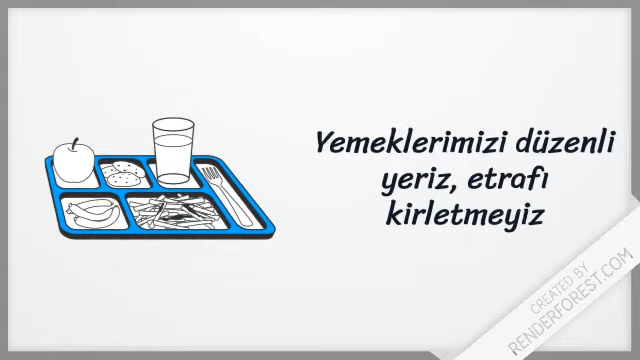 Yemeklerimizi düzenli
yeriz, etrafı
kirletmeyiz
CREATED BY
RENDERFOREST.COM